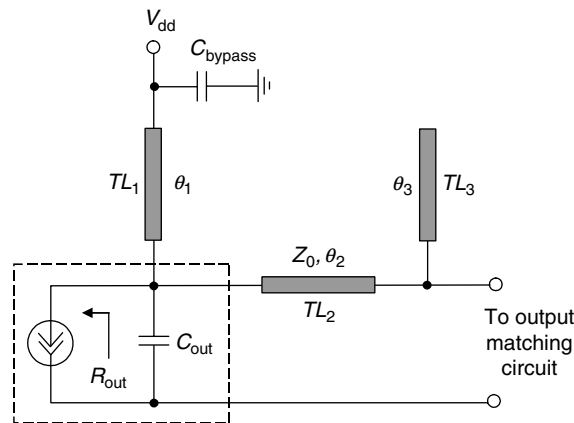 V_dd
C_bypass
TL_1
θ_1
θ_3
TL_3
Z_0, θ_2
TL_2
R_out
C_out
To output
matching
circuit